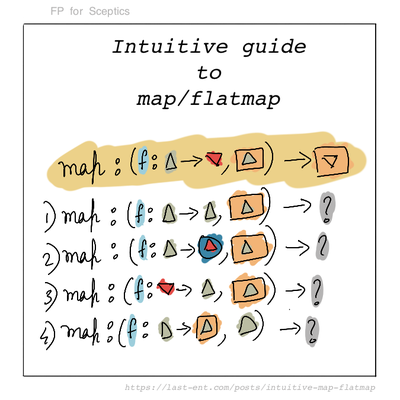 FP for Sceptics
Intuitive guide
to
map/flatmap
map : (f: → , ) →
1) map : (f: → , ) → ?
2) map : (f: → , ) → ?
3) map : (f: → , ) → ?
4) map : (f: → , ) → ?
https://last-ent.com/posts/intuitive-map-flatmap